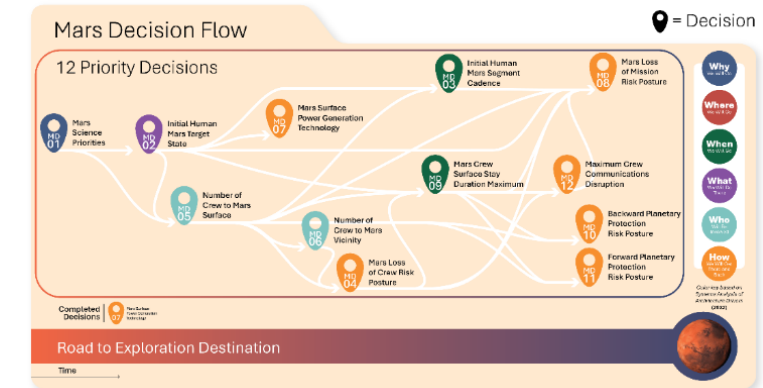 Mars Decision Flow
= Decision
12 Priority Decisions
MD
01
Mars
Science
Priorities
MD
02
Initial Human
Mars Target
State
MD
07
Mars Surface
Power Generation
Technology
MD
03
Initial Human
Mars Segment
Cadence
MD
08
Mars Loss
of Mission
Risk Posture
MD
05
Number of
Crew to Mars
Surface
MD
06
Number of
Crew to Mars
Vicinity
MD
04
Mars Loss
of Crew Risk
Posture
MD
09
Mars Crew
Surface Stay
Duration Maximum
MD
12
Maximum Crew
Communications
Disruption
MD
10
Backward Planetary
Protection
Risk Posture
MD
11
Forward Planetary
Protection
Risk Posture
Why
Where
When
What
Who
How
Completed
Decisions
07
Mars Surface
Power Generation
Technology
Road to Exploration Destination
Time